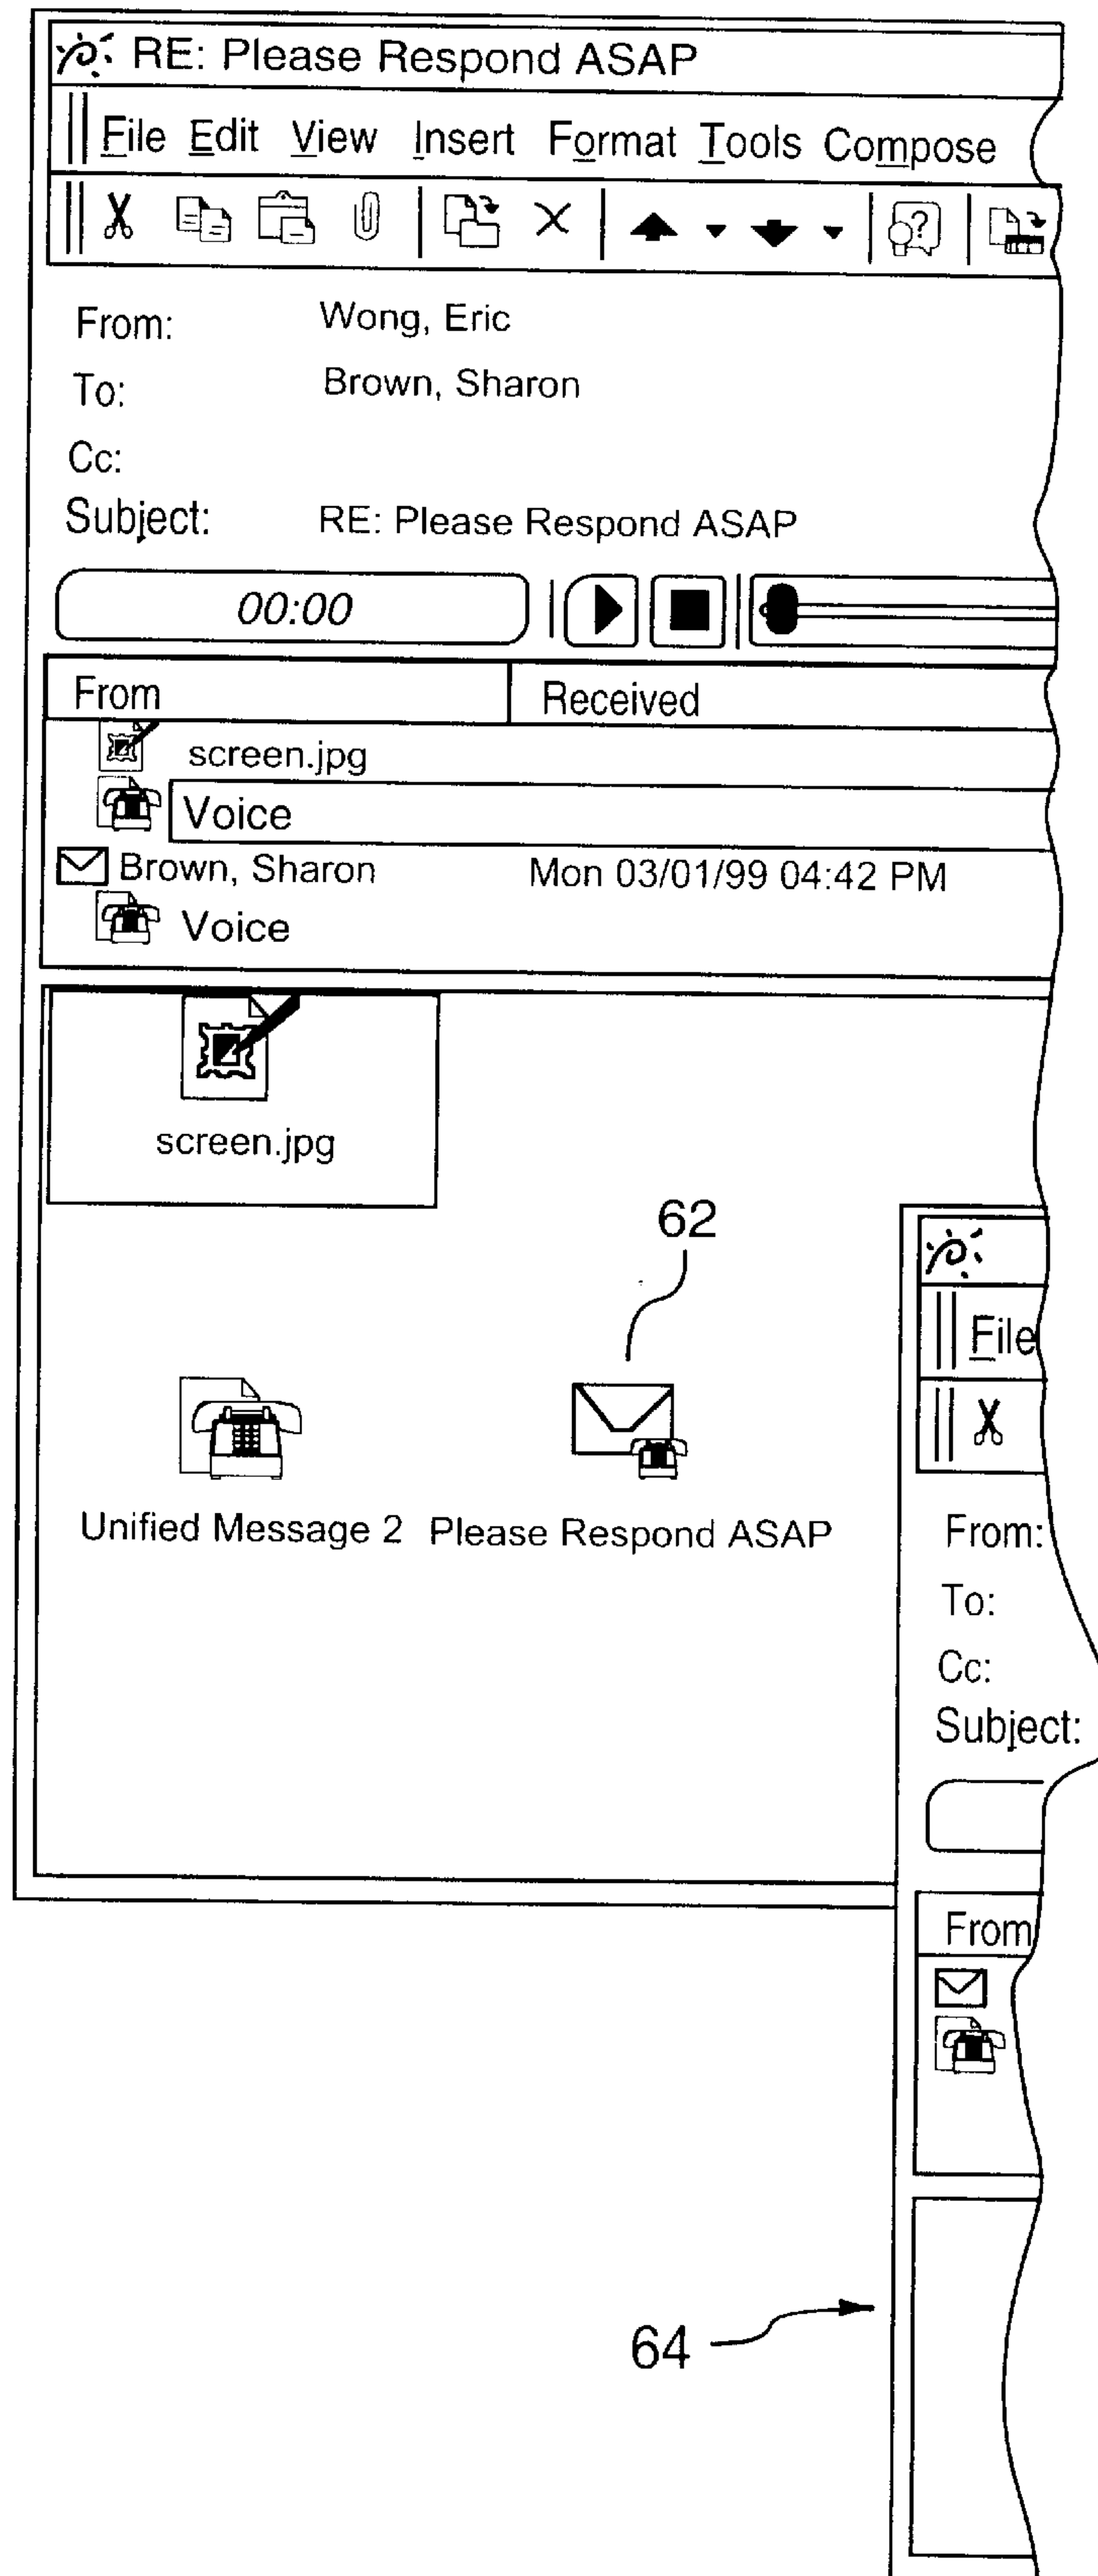 RE: Please Respond ASAP
File Edit View Insert Format Tools Compose
From: Wong, Eric
To: Brown, Sharon
Cc:
Subject: RE: Please Respond ASAP
00:00
From Received
screen.jpg
Voice
Brown, Sharon Mon 03/01/99 04:42 PM
Voice
screen.jpg
62
File
Unified Message 2 Please Respond ASAP
From:
To:
Cc:
Subject:
From
64